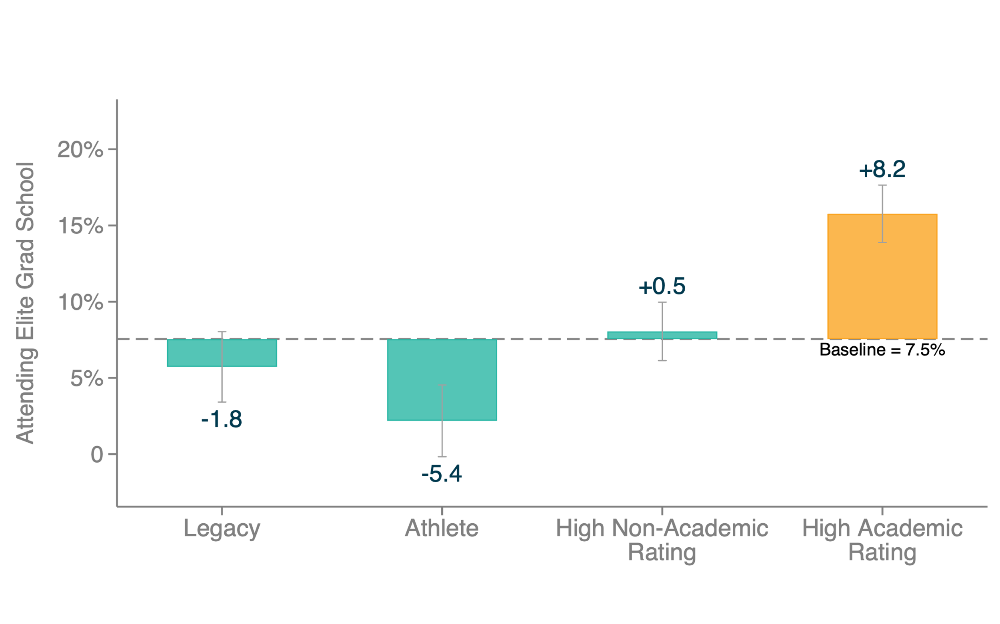 Attending Elite Grad School
20%
15%
10%
5%
0
+8.2
+0.5
Baseline = 7.5%
-1.8
-5.4
Legacy
Athlete
High Non-Academic
Rating
High Academic
Rating